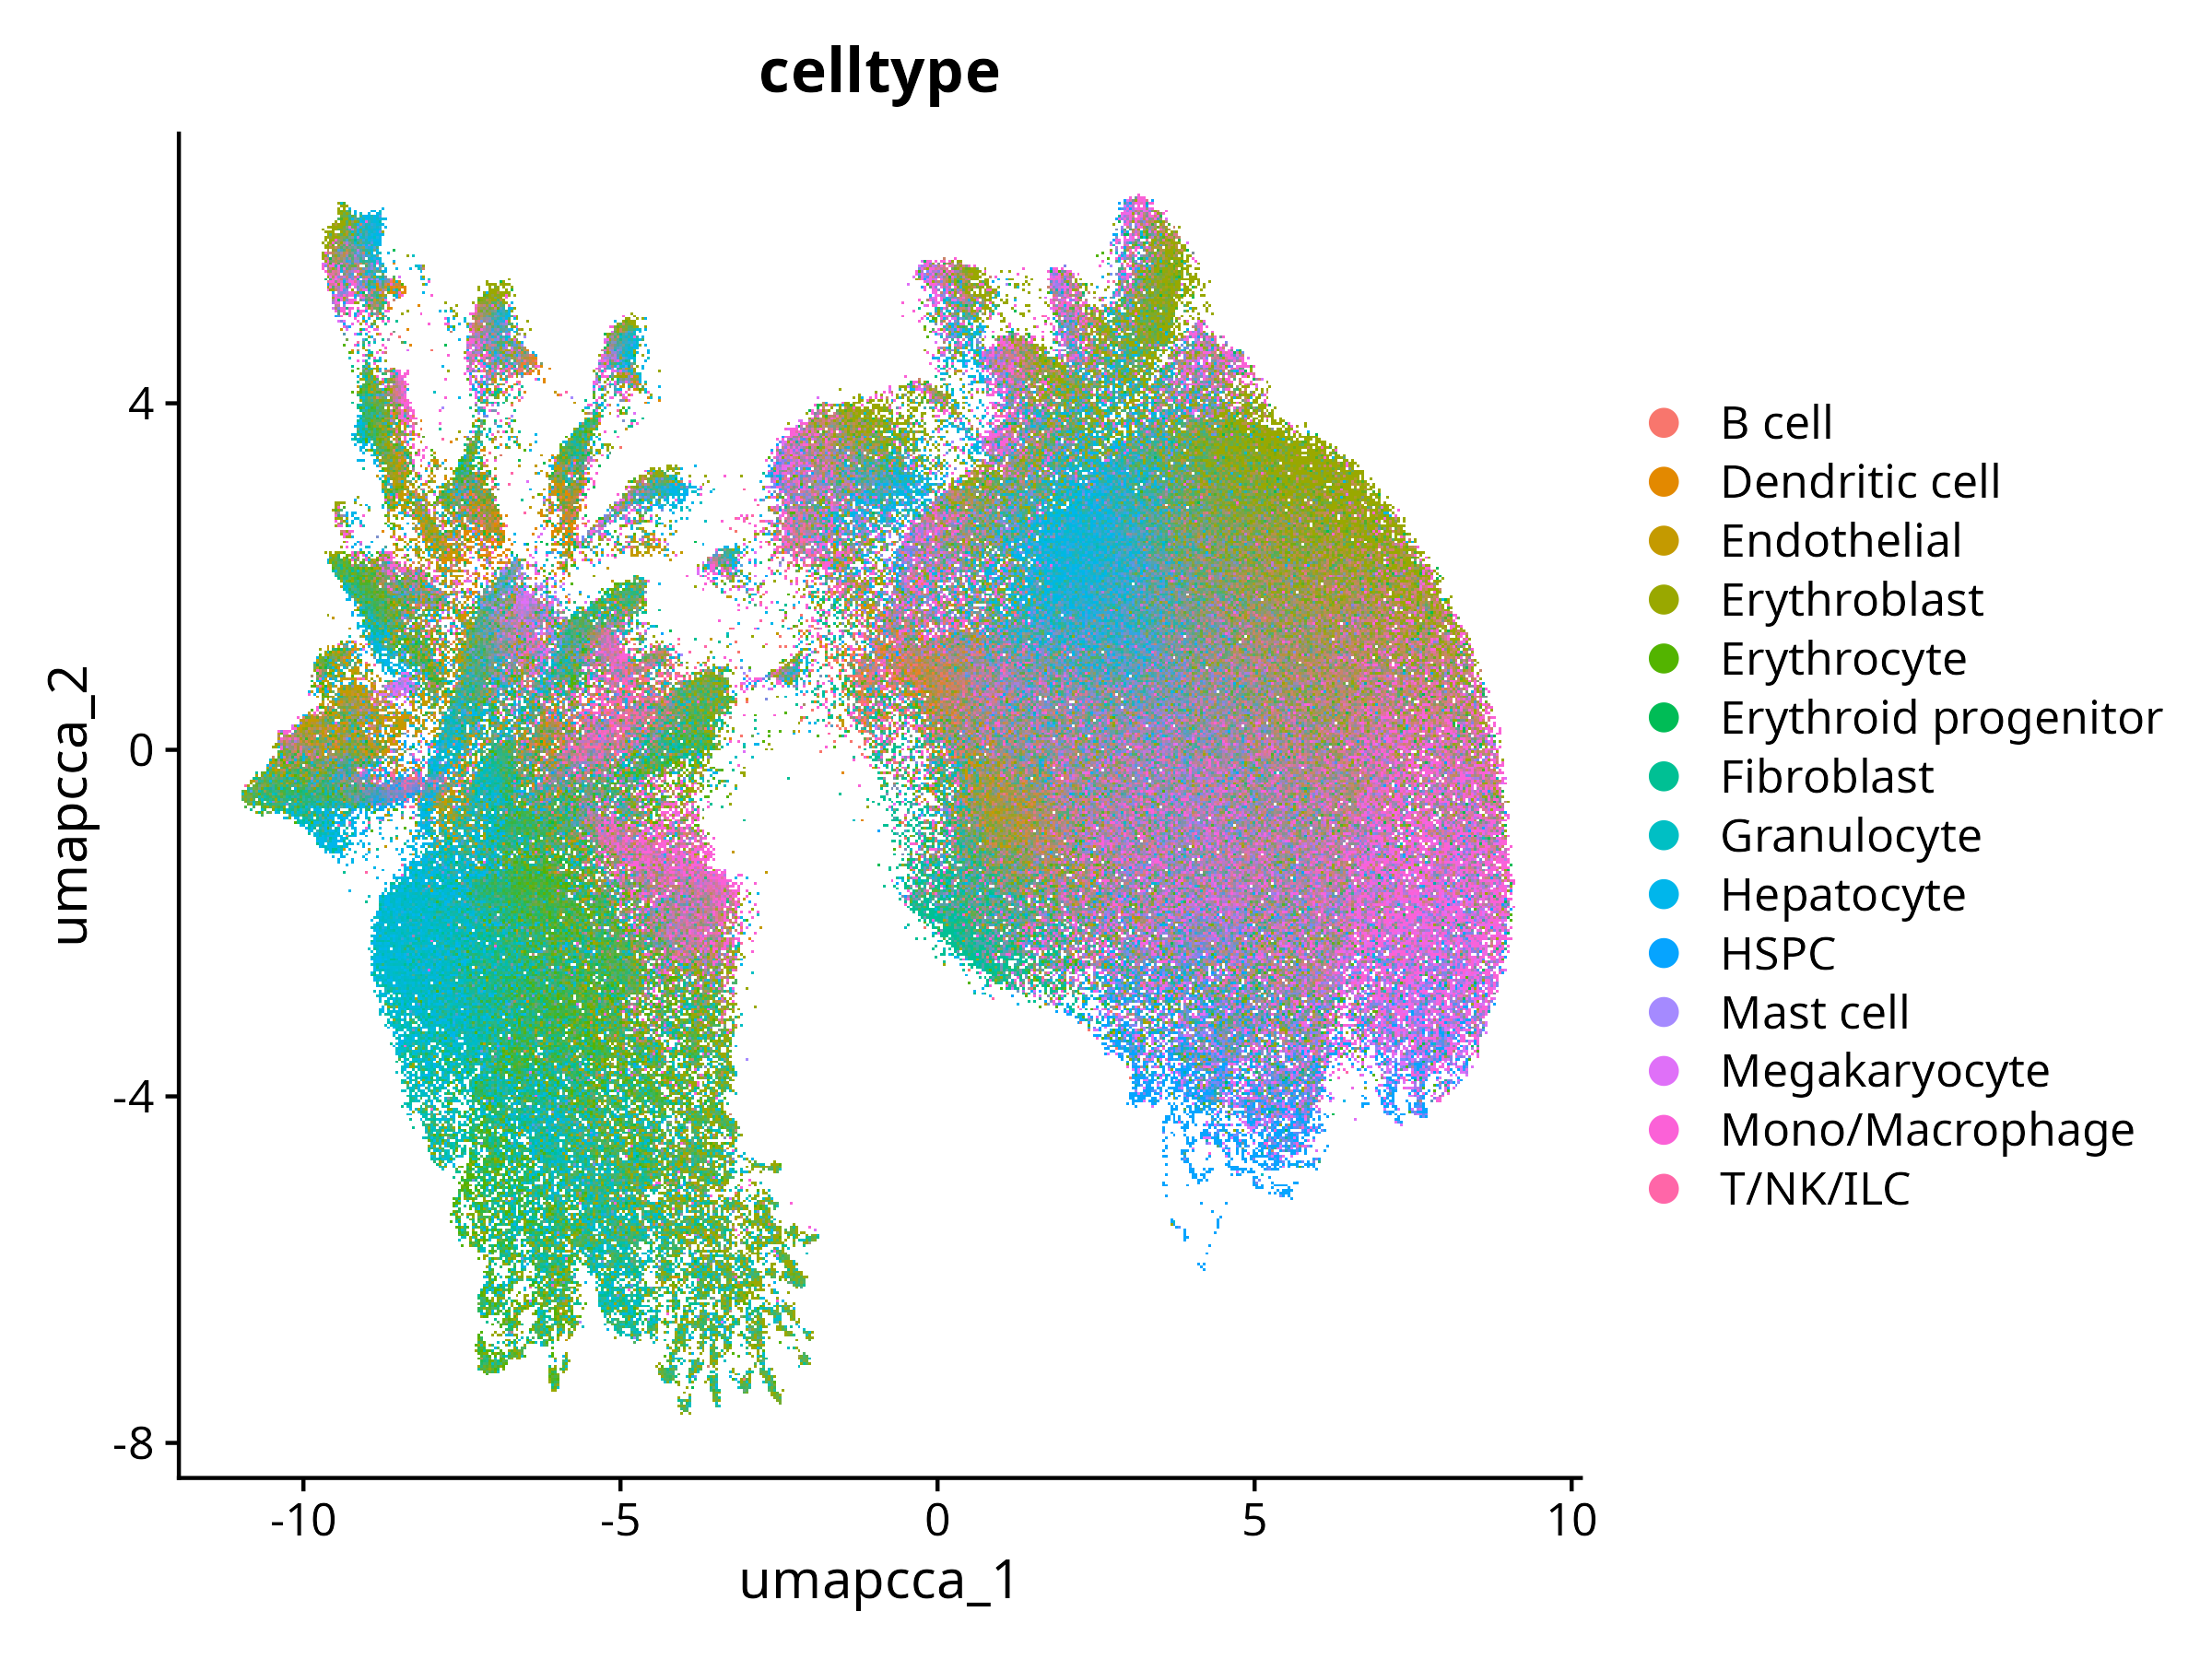 celltype
umapcca_2
4
0
-4
-8
-10
-5
0
5
10
umapcca_1
B cell
Dendritic cell
Endothelial
Erythroblast
Erythrocyte
Erythroid progenitor
Fibroblast
Granulocyte
Hepatocyte
HSPC
Mast cell
Megakaryocyte
Mono/Macrophage
T/NK/ILC